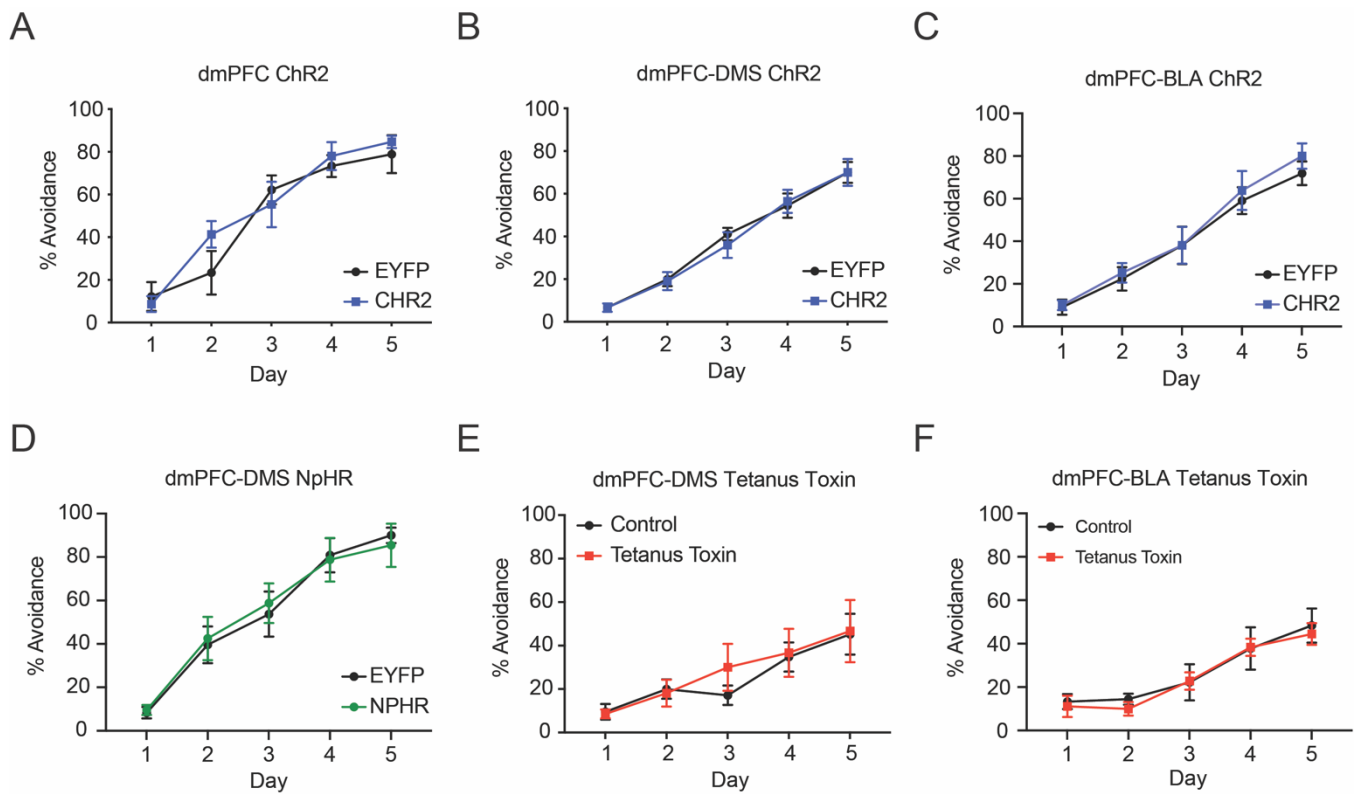 A
dmPFC ChR2
% Avoidance
100
80
60
40
20
0
EYFP
CHR2
1 2 3 4 5
Day
B
dmPFC-DMS ChR2
% Avoidance
100
80
60
40
20
0
EYFP
CHR2
1 2 3 4 5
Day
C
dmPFC-BLA ChR2
% Avoidance
100
80
60
40
20
0
EYFP
CHR2
1 2 3 4 5
Day
D
dmPFC-DMS NpHR
% Avoidance
100
80
60
40
20
0
EYFP
NPHR
1 2 3 4 5
Day
E
dmPFC-DMS Tetanus Toxin
% Avoidance
100
80
60
40
20
0
Control
Tetanus Toxin
1 2 3 4 5
Day
F
dmPFC-BLA Tetanus Toxin
% Avoidance
100
80
60
40
20
0
Control
Tetanus Toxin
1 2 3 4 5
Day